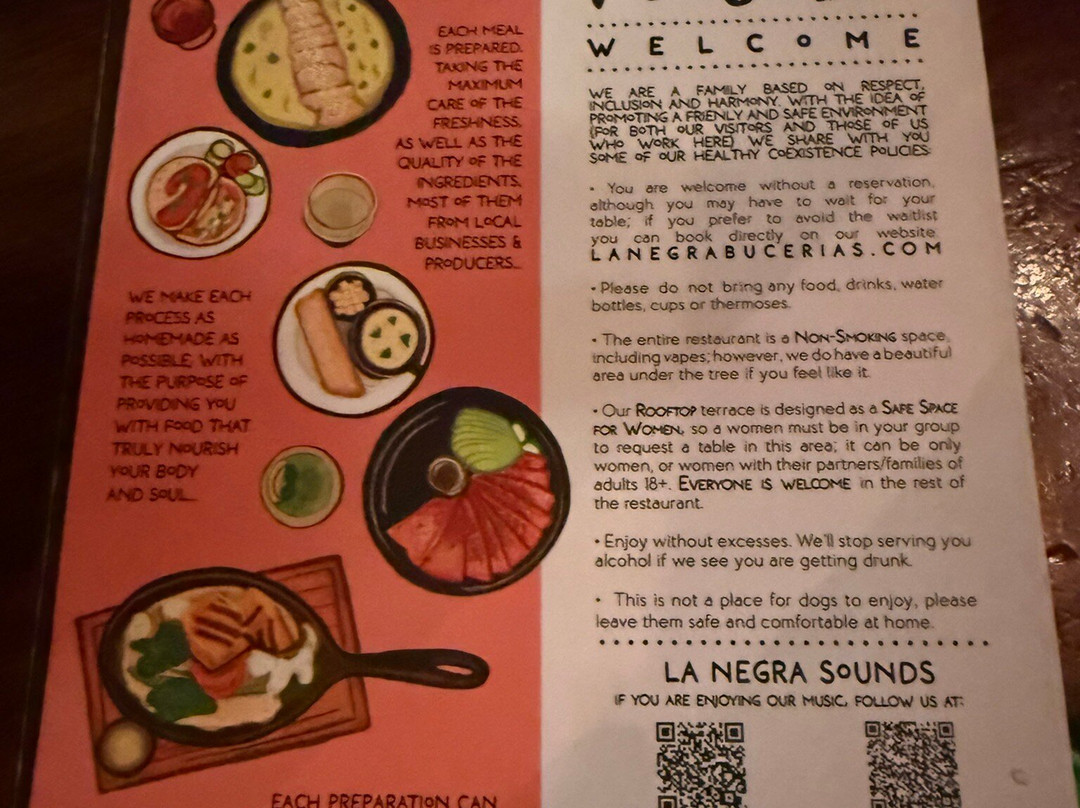 EACH MEAL
IS PREPARED.
TAKING THE
MAXIMUM
CARE OF THE
FRESHNESS.
AS WELL AS THE
QUALITY OF THE
INGREDIENTS.
MOST OF THEM
FROM LOCAL
BUSINESSES &
PRODUCERS...
WE MAKE EACH
PROCESS AS
HOMEMADE AS
POSSIBLE, WITH
THE PURPOSE OF
PROVIDING YOU
WITH FOOD THAT
TRULY NOURISH
YOUR BODY
AND SOUL...
EACH PREPARATION CAN
WELCOME
WE ARE A FAMILY BASED ON RESPECT,
INCLUSION AND HARMONY. WITH THE IDEA OF
PROMOTING A FRIENLY AND SAFE ENVIRONMENT
(FOR BOTH OUR VISITORS AND THOSE OF US
WHO WORK HERE) WE SHARE WITH YOU
SOME OF OUR HEALTHY COEXISTENCE POLICIES:
• You are welcome without a reservation,
although you may have to wait for your
table; if you prefer to avoid the waitlist
you can book directly on our website
LANEGRABUCERIAS.COM
• Please do not bring any food, drinks, water
bottles, cups or thermoses.
• The entire restaurant is a NON-SMOKING space,
including vapes; however, we do have a beautiful
area under the tree if you feel like it.
• Our ROOFTOP terrace is designed as a SAFE SPACE
FOR WOMEN, so a women must be in your group
to request a table in this area; it can be only
women, or women with their partners/families of
adults 18+. EVERYONE IS WELCOME in the rest of
the restaurant.
• Enjoy without excesses. We'll stop serving you
alcohol if we see you are getting drunk.
• This is not a place for dogs to enjoy, please
leave them safe and comfortable at home.
LA NEGRA SOUNDS
IF YOU ARE ENJOYING OUR MUSIC, FOLLOW US AT: